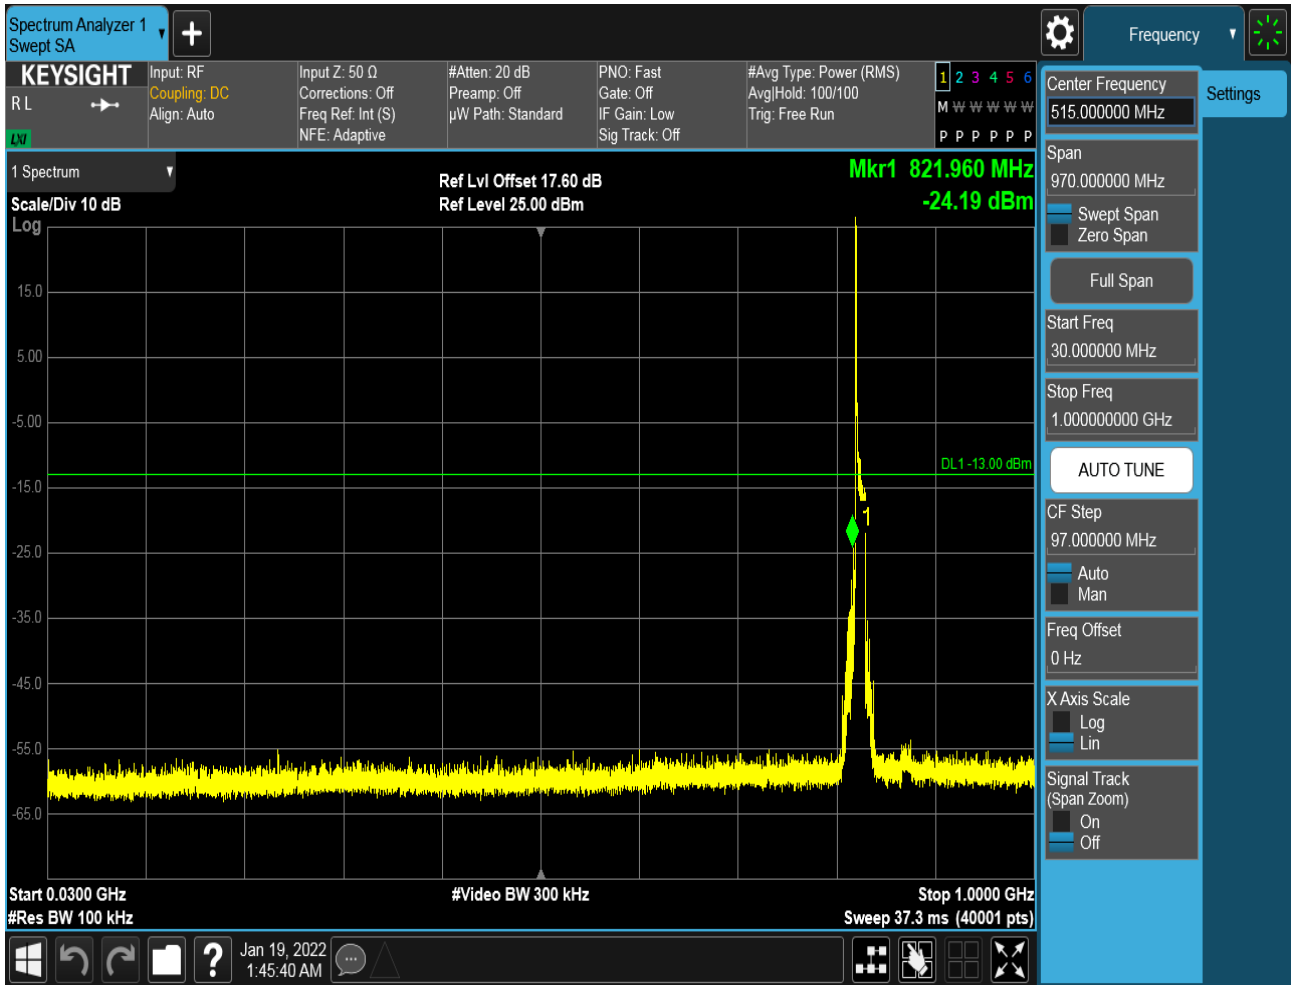 Spectrum Analyzer 1
Swept SA
Frequency
KEYSIGHT
R L
LXI
Input: RF
Coupling: DC
Align: Auto
Input Z: 50 Ω
Corrections: Off
Freq Ref: Int (S)
NFE: Adaptive
#Atten: 20 dB
Preamp: Off
µW Path: Standard
PNO: Fast
Gate: Off
IF Gain: Low
Sig Track: Off
#Avg Type: Power (RMS)
Avg|Hold: 100/100
Trig: Free Run
1 2 3 4 5 6
M W W W W W
P P P P P P
1 Spectrum
Scale/Div 10 dB
Log
Ref Lvl Offset 17.60 dB
Ref Level 25.00 dBm
Mkr1 821.960 MHz
-24.19 dBm
15.0
5.00
-5.00
-15.0
-25.0
-35.0
-45.0
-55.0
-65.0
DL1 -13.00 dBm
1
Start 0.0300 GHz
#Res BW 100 kHz
#Video BW 300 kHz
Stop 1.0000 GHz
Sweep 37.3 ms (40001 pts)
Center Frequency
515.000000 MHz
Settings
Span
970.000000 MHz
Swept Span
Zero Span
Full Span
Start Freq
30.000000 MHz
Stop Freq
1.000000000 GHz
AUTO TUNE
CF Step
97.000000 MHz
Auto
Man
Freq Offset
0 Hz
X Axis Scale
Log
Lin
Signal Track
(Span Zoom)
On
Off
?
Jan 19, 2022
1:45:40 AM